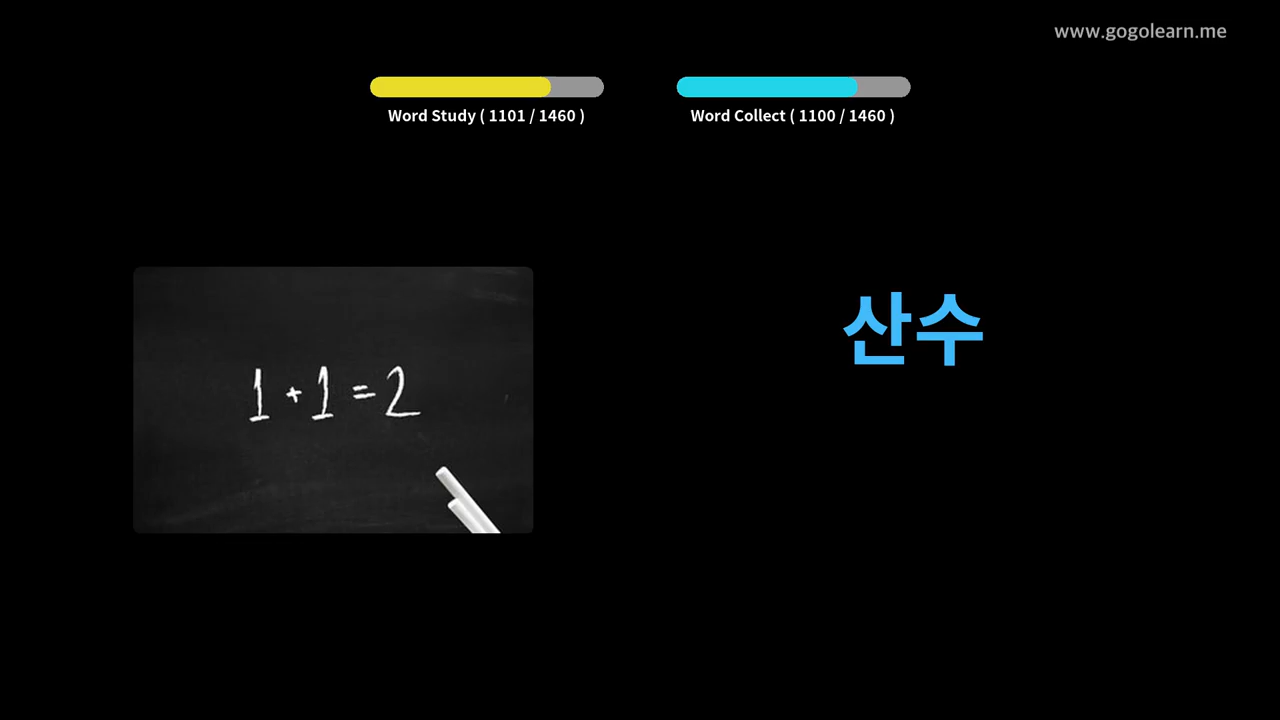 www.gogolearn.me
Word Study ( 1101 / 1460 )
Word Collect ( 1100 / 1460 )
산수
1 + 1 = 2